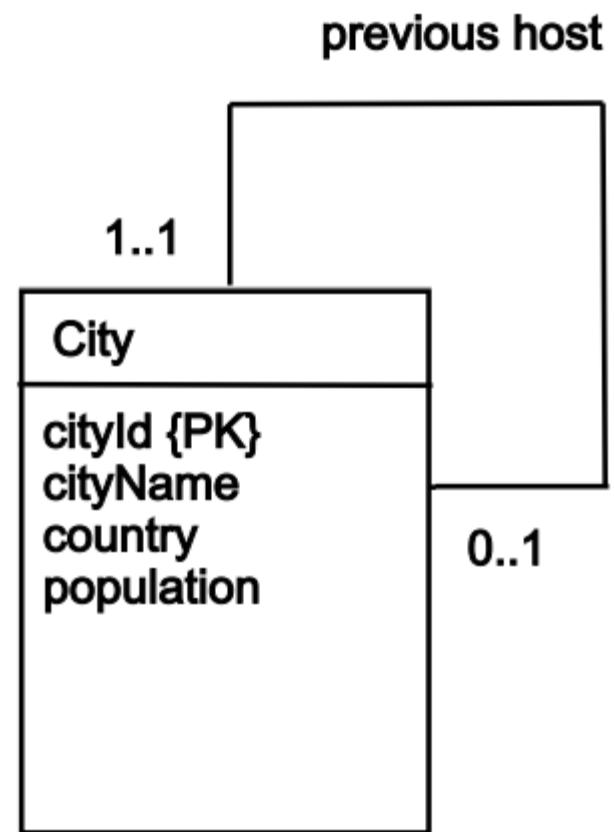 previous host
1..1
City
cityId {PK}
cityName
country
0..1
population